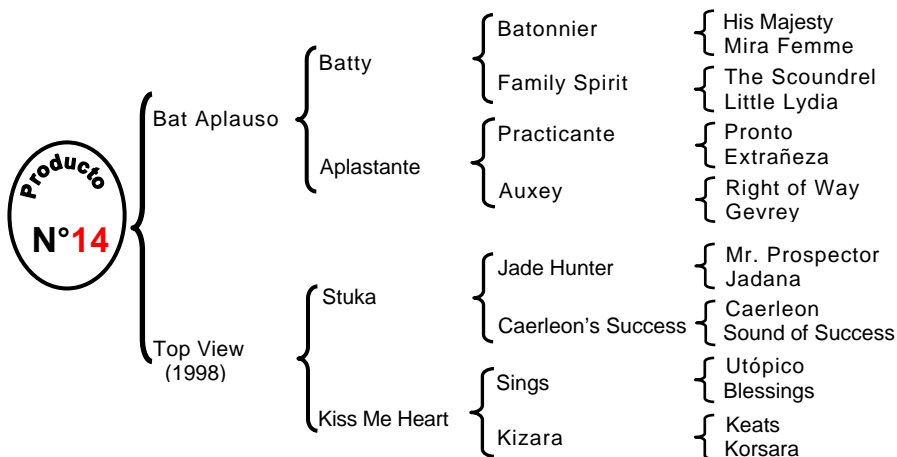 Producto
N°14
Bat Aplauso
Top View
(1998)
Batty
Aplastante
Stuka
Kiss Me Heart
Batonnier
Family Spirit
Practicante
Auxey
Jade Hunter
Caerleon's Success
Sings
Kizara
His Majesty
Mira Femme
The Scoundrel
Little Lydia
Pronto
Extrañeza
Right of Way
Gevrey
Mr. Prospector
Jadana
Caerleon
Sound of Success
Utópico
Blessings
Keats
Korsara